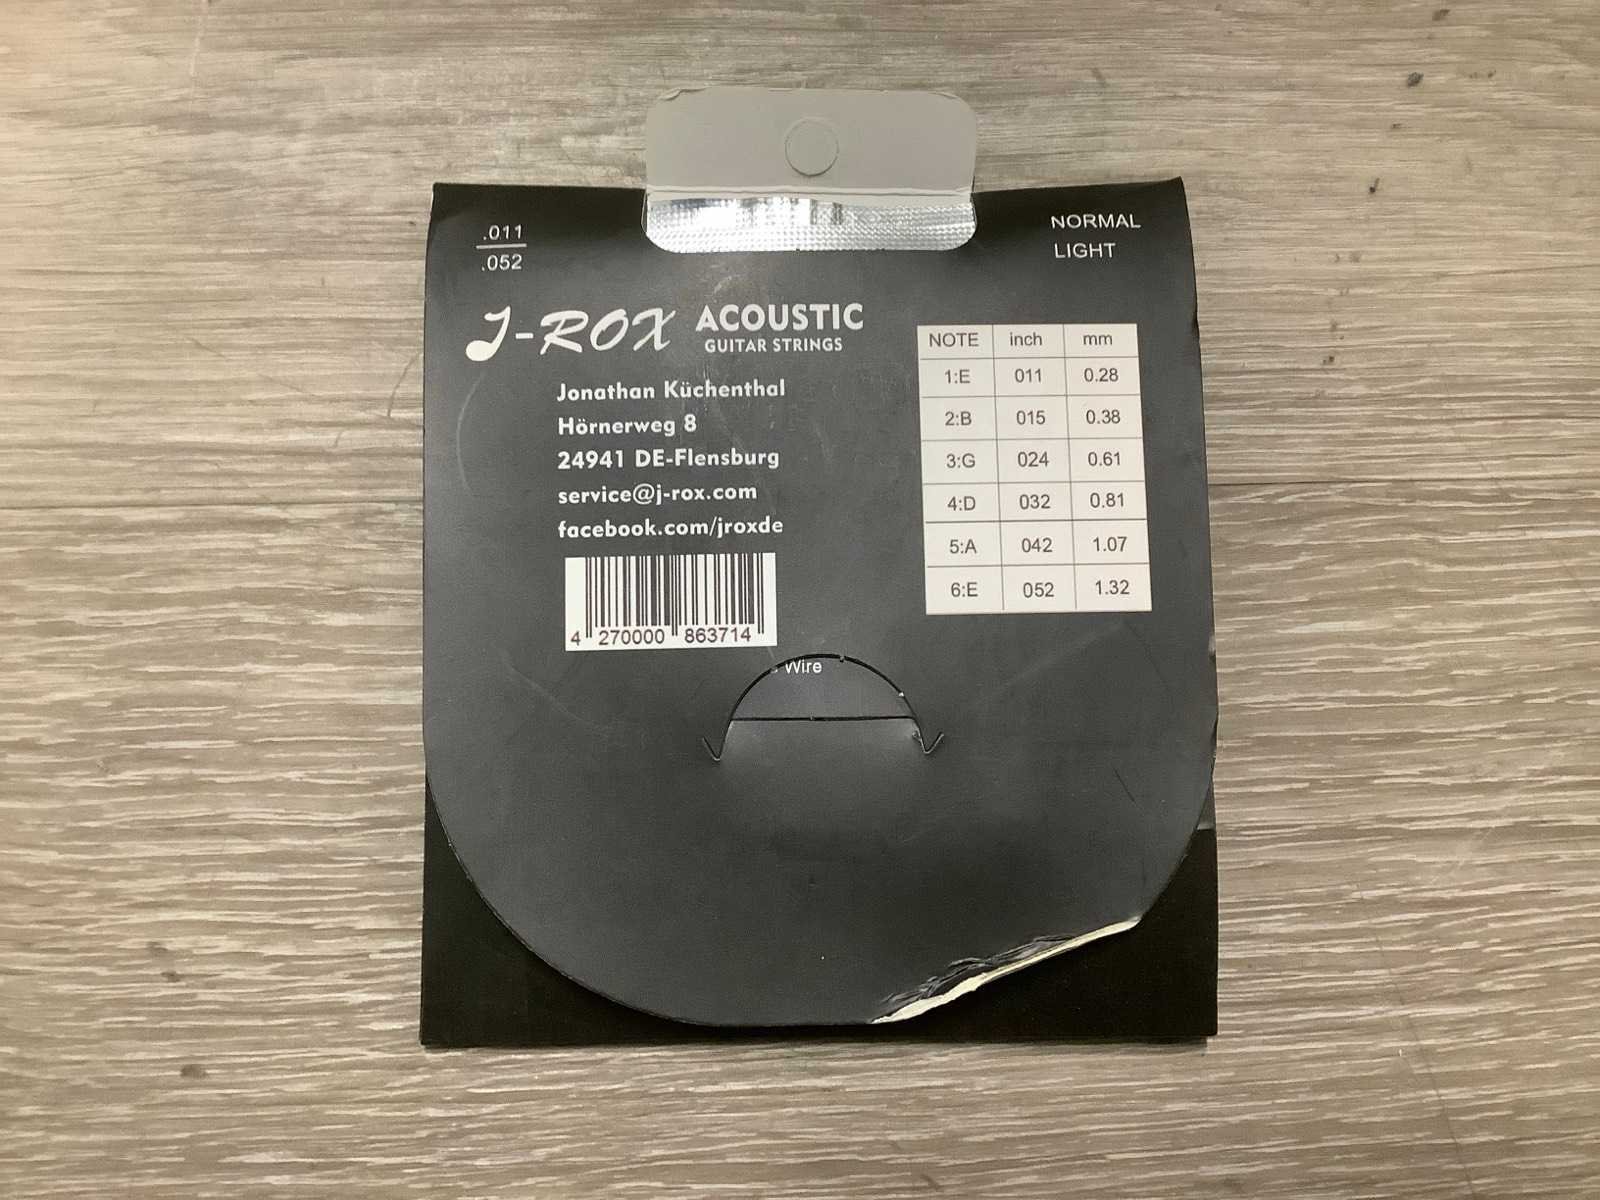 .011
.052
NORMAL
LIGHT
J-ROX ACOUSTIC
GUITAR STRINGS
Jonathan Küchenthal
Hörnerweg 8
24941 DE-Flensburg
service@j-rox.com
facebook.com/jroxde
4 270000 863714
NOTE inch mm
1:E 011 0.28
2:B 015 0.38
3:G 024 0.61
4:D 032 0.81
5:A 042 1.07
6:E 052 1.32
Wire